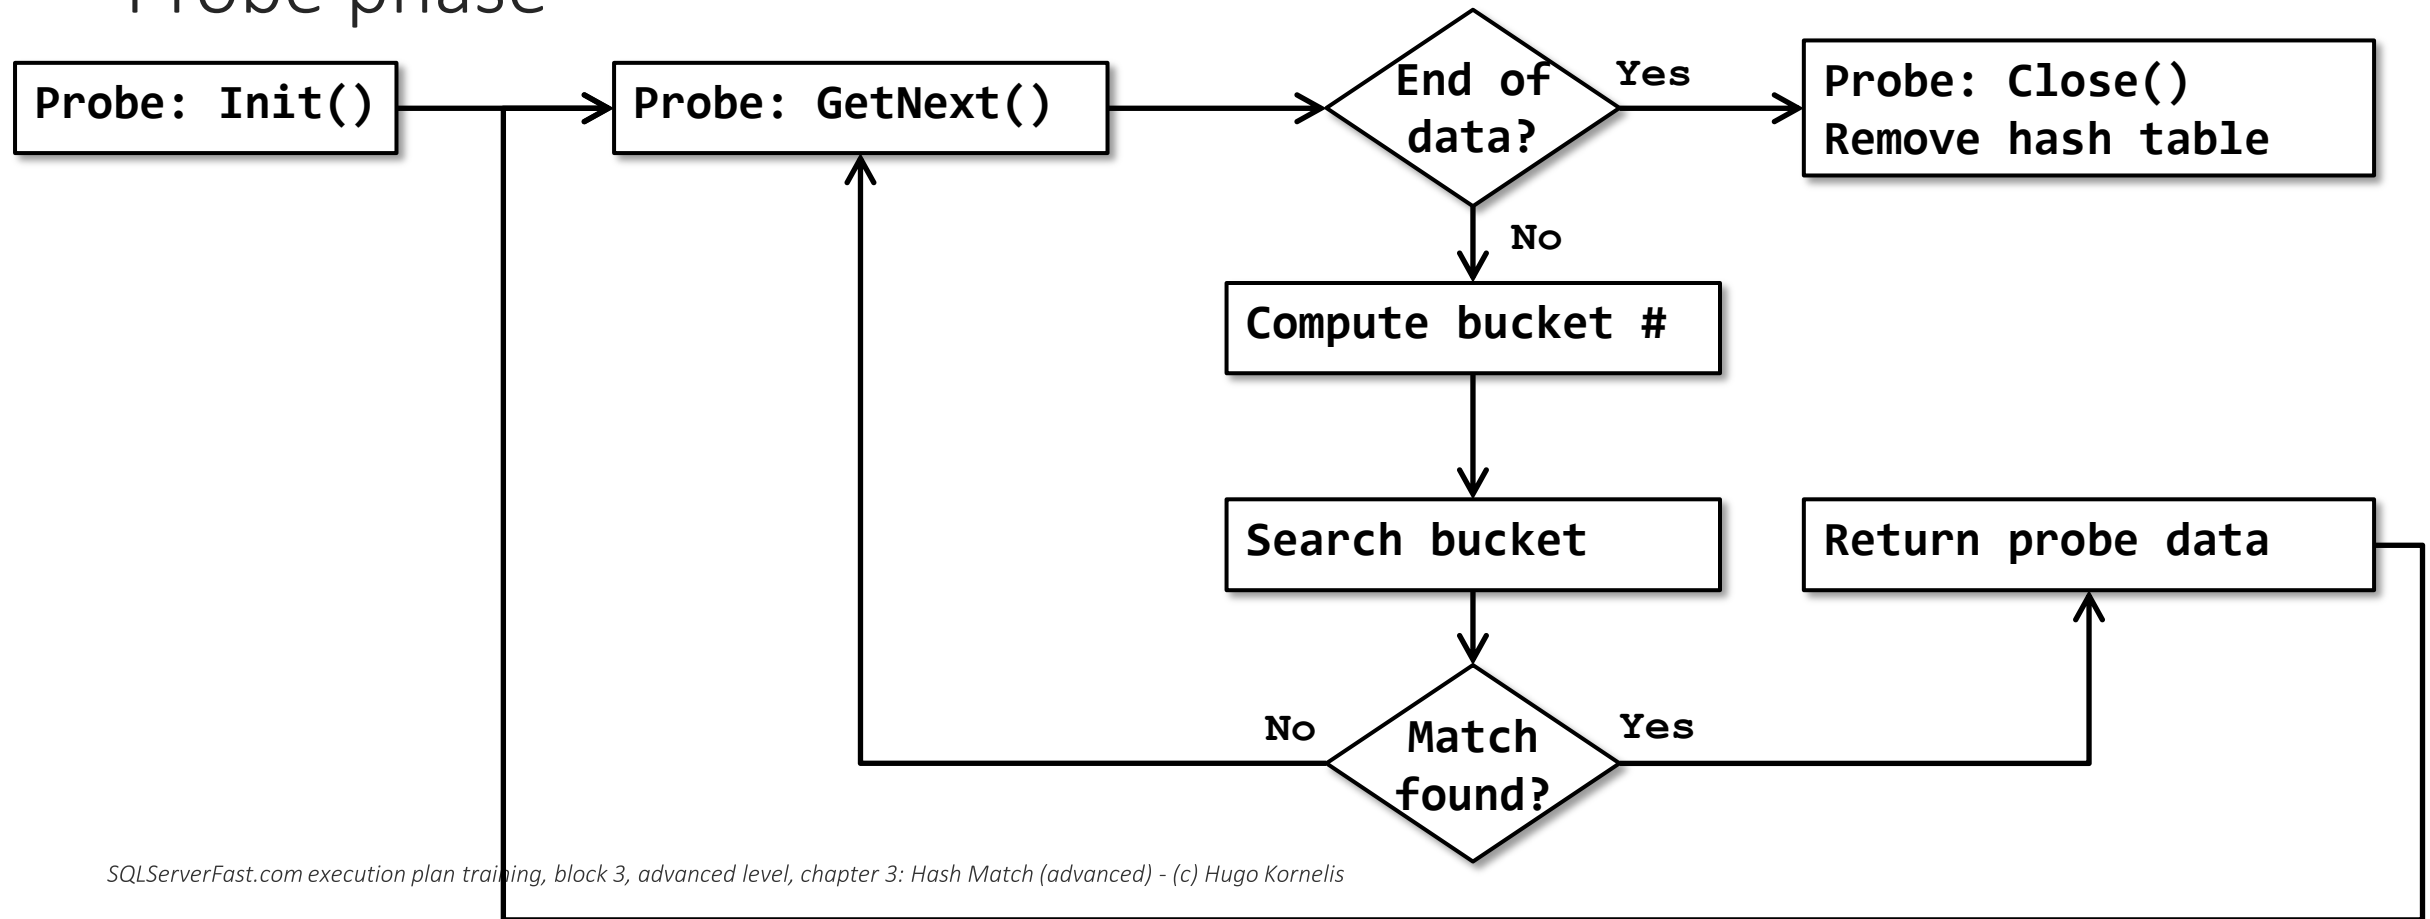 Probe phase
Probe: Init()
Probe: GetNext()
End of
data?
Yes
Probe: Close()
Remove hash table
No
Compute bucket #
Search bucket
Return probe data
Match
found?
No
Yes
SQLServerFast.com execution plan training, block 3, advanced level, chapter 3: Hash Match (advanced) - (c) Hugo Kornelis